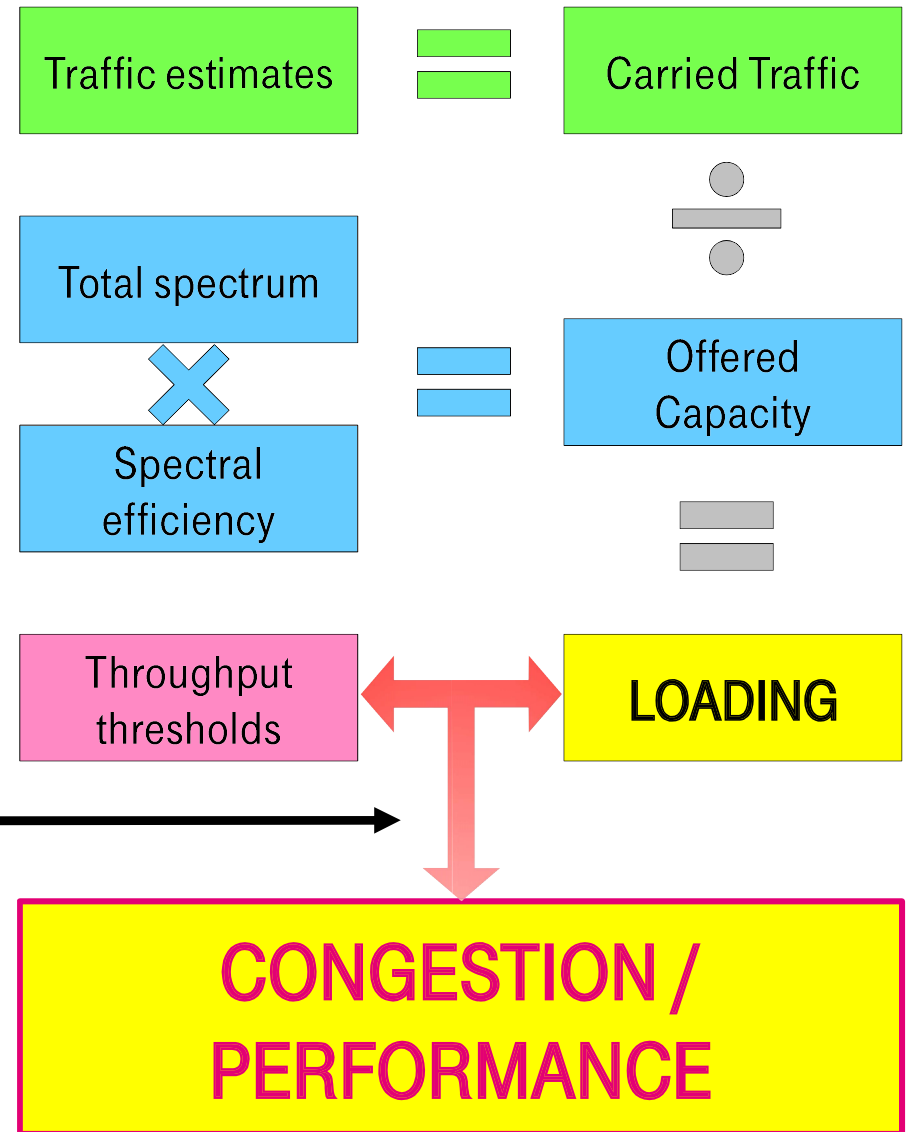 Traffic estimates
Carried Traffic
Total spectrum
Offered
Capacity
Spectral
efficiency
Throughput
thresholds
LOADING
CONGESTION /
PERFORMANCE